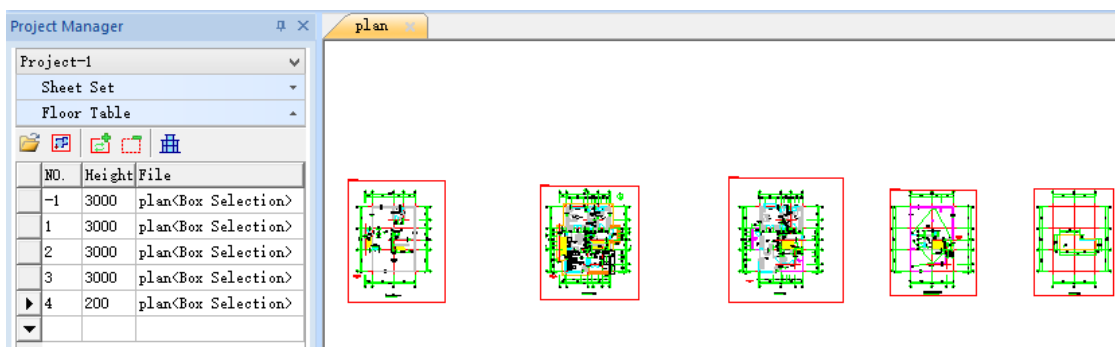 Project Manager
plan
Project-1
Sheet Set
Floor Table
NO. Height File
-1 3000 plan<Box Selection>
1 3000 plan<Box Selection>
2 3000 plan<Box Selection>
3 3000 plan<Box Selection>
4 200 plan<Box Selection>